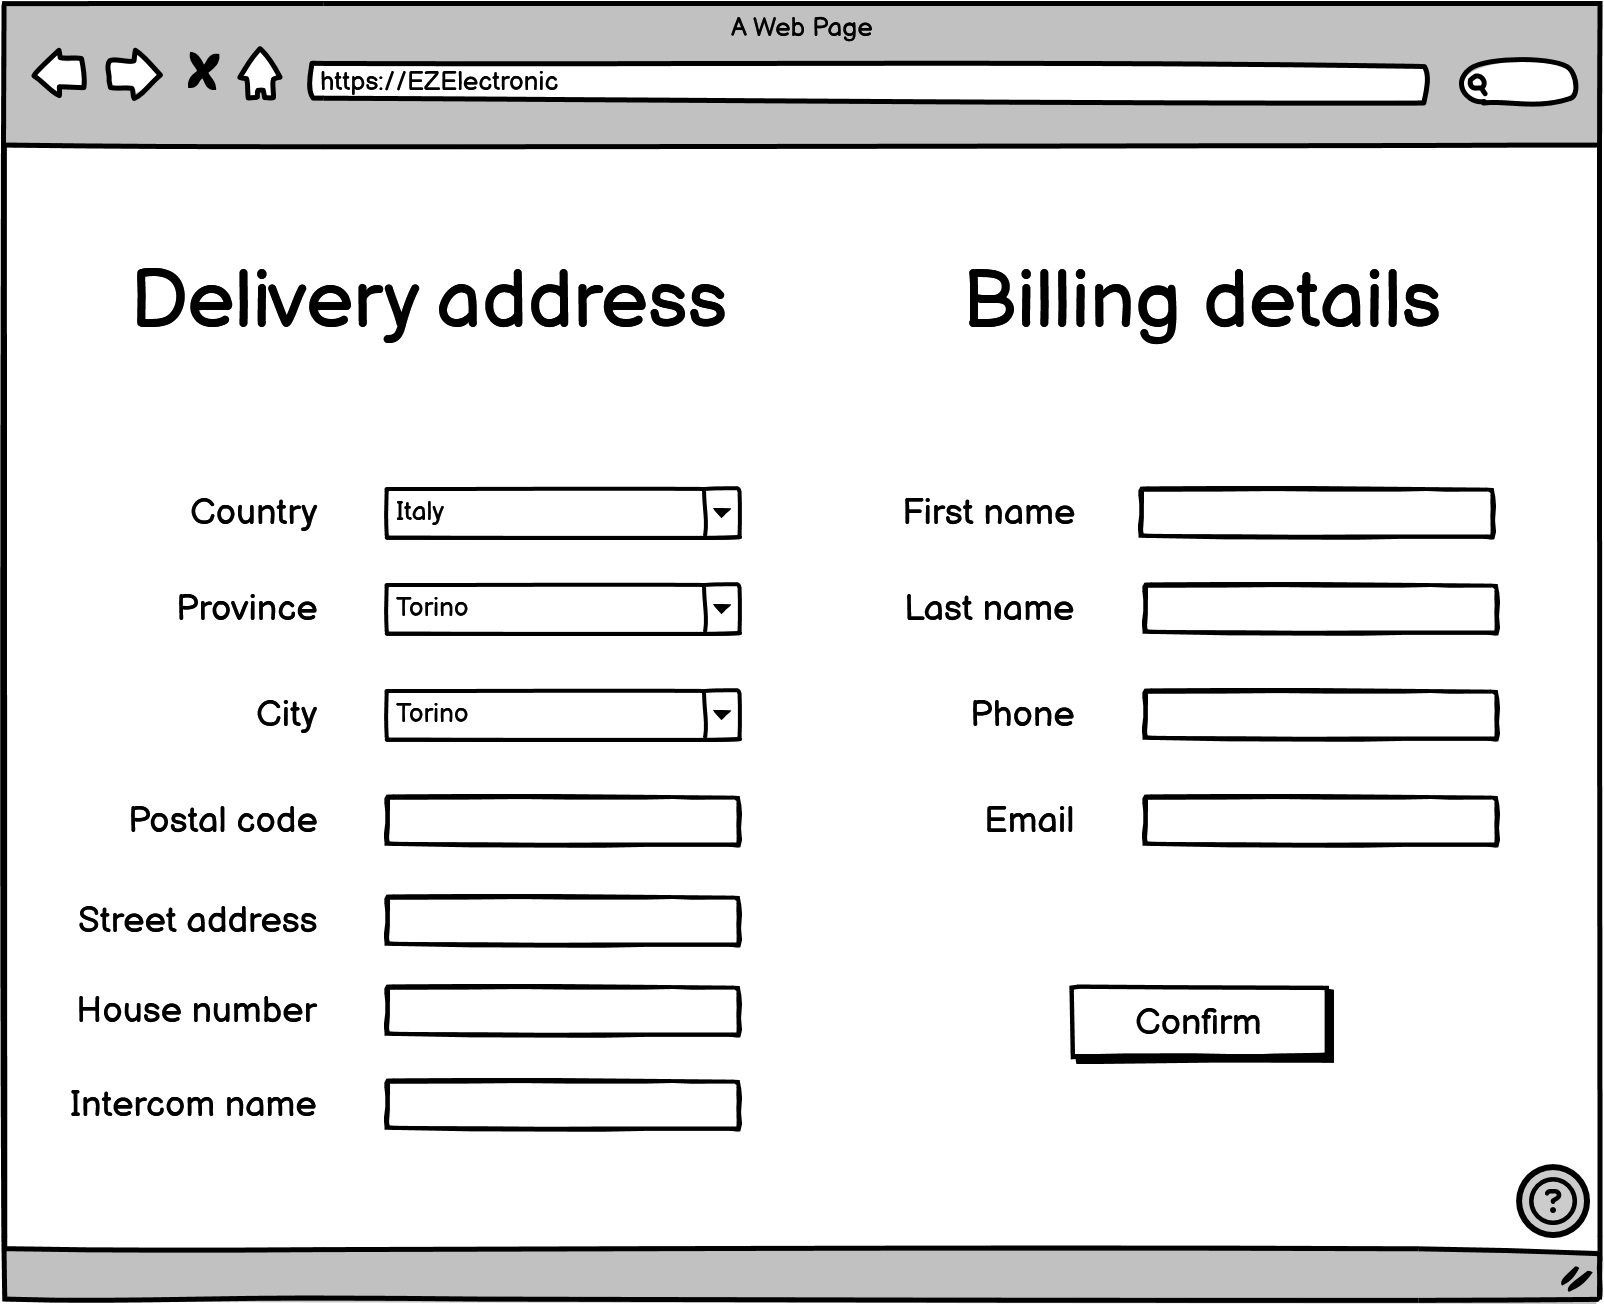 A Web Page
https://EZElectronic
Delivery address
Billing details
Country
Italy
Province
Torino
City
Torino
Postal code
Street address
House number
Intercom name
First name
Last name
Phone
Email
Confirm
?